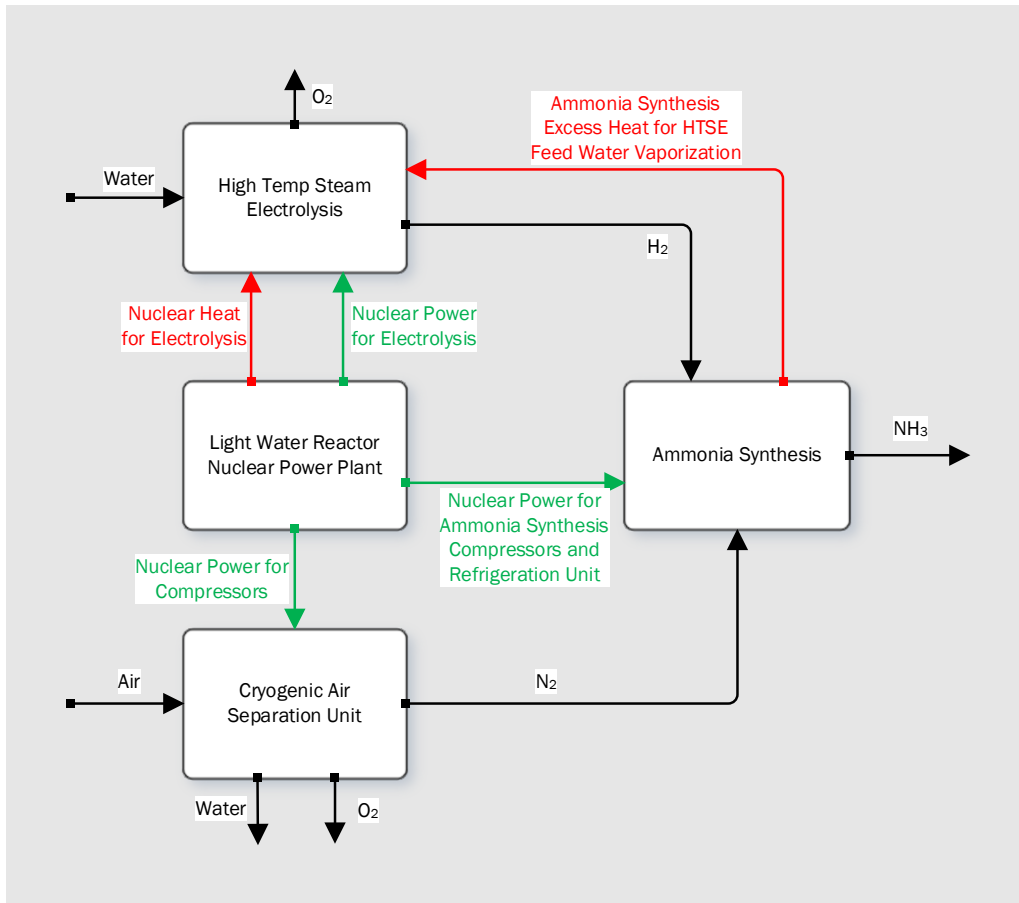 O₂
Ammonia Synthesis
Excess Heat for HTSE
Feed Water Vaporization
Water
High Temp Steam
Electrolysis
H₂
Nuclear Heat
for Electrolysis
Nuclear Power
for Electrolysis
Light Water Reactor
Nuclear Power Plant
Ammonia Synthesis
NH₃
Nuclear Power for
Ammonia Synthesis
Compressors and
Refrigeration Unit
Nuclear Power for
Compressors
Air
Cryogenic Air
Separation Unit
N₂
Water
O₂